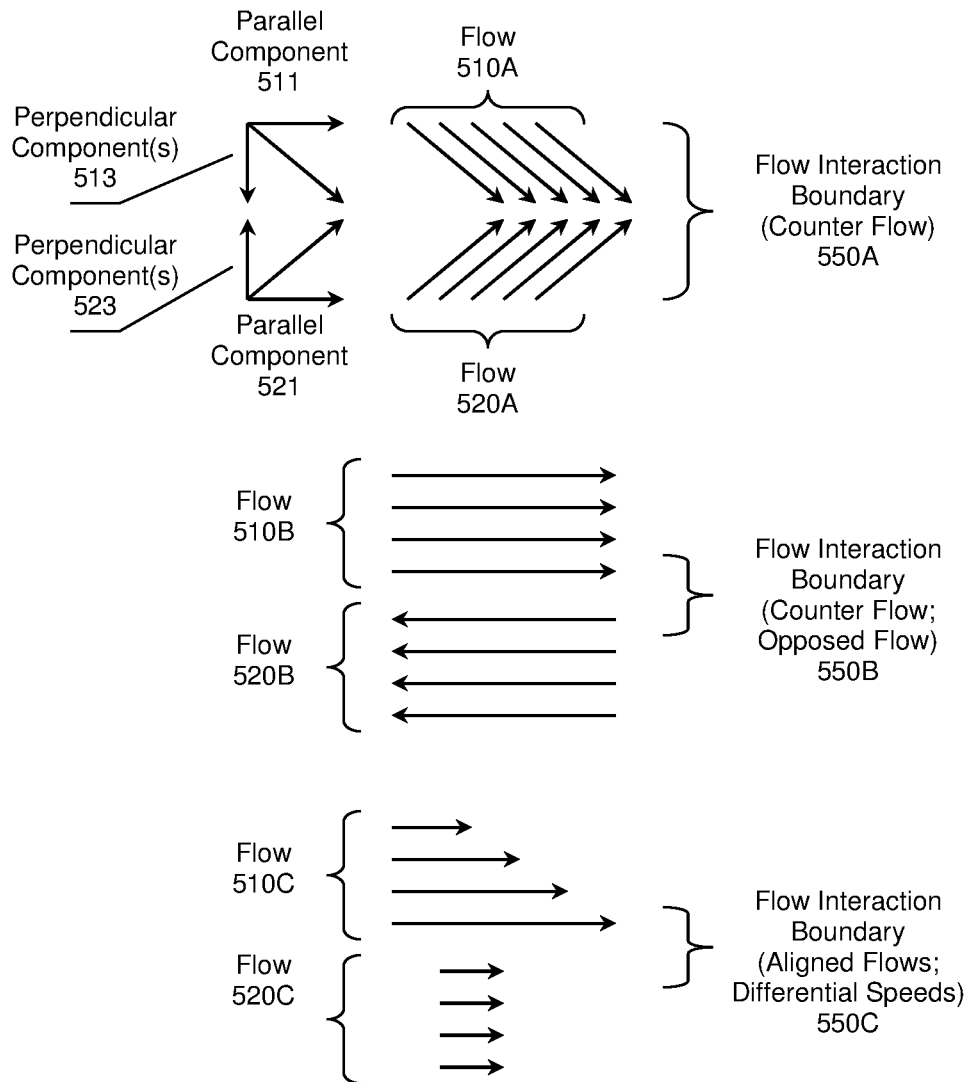 Parallel
Component
511
Flow
510A
Perpendicular
Component(s)
513
Flow Interaction
Boundary
(Counter Flow)
550A
Perpendicular
Component(s)
523
Parallel
Component
521
Flow
520A
Flow
510B
Flow Interaction
Boundary
(Counter Flow;
Opposed Flow)
550B
Flow
520B
Flow
510C
Flow Interaction
Boundary
(Aligned Flows;
Differential Speeds)
550C
Flow
520C